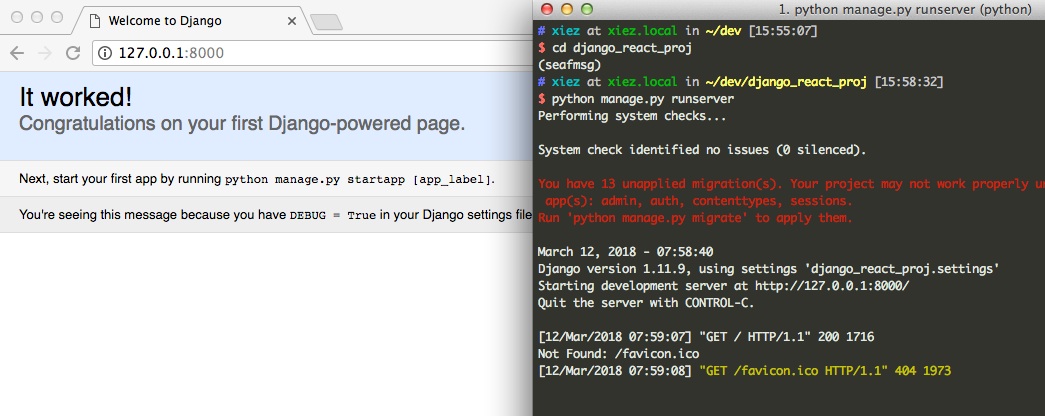 Welcome to Django
127.0.0.1:8000
It worked!
Congratulations on your first Django-powered page.
Next, start your first app by running python manage.py startapp [app_label].
You're seeing this message because you have DEBUG = True in your Django settings file
1. python manage.py runserver (python)
# xiez at xiez.local in ~/dev [15:55:07]
$ cd django_react_proj
(seafmsg)
# xiez at xiez.local in ~/dev/django_react_proj [15:58:32]
$ python manage.py runserver
Performing system checks...
System check identified no issues (0 silenced).
You have 13 unapplied migration(s). Your project may not work properly
app(s): admin, auth, contenttypes, sessions.
Run 'python manage.py migrate' to apply them.
March 12, 2018 - 07:58:40
Django version 1.11.9, using settings 'django_react_proj.settings'
Starting development server at http://127.0.0.1:8000/
Quit the server with CONTROL-C.
[12/Mar/2018 07:59:07] "GET / HTTP/1.1" 200 1716
Not Found: /favicon.ico
[12/Mar/2018 07:59:08] "GET /favicon.ico HTTP/1.1" 404 1973